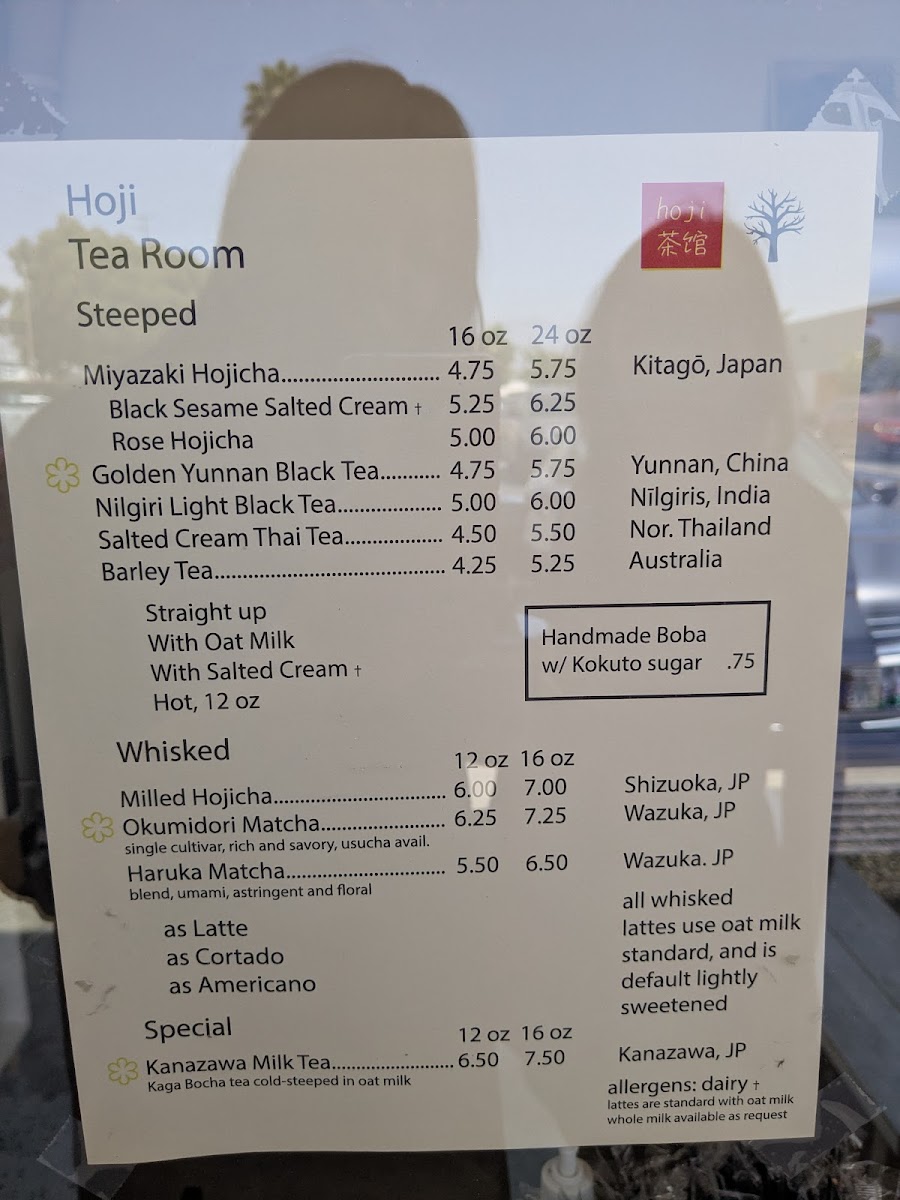 Hoji
Tea Room
hoji
茶馆
Steeped
16 oz 24 oz
Miyazaki Hojicha............................ 4.75 5.75 Kitagō, Japan
Black Sesame Salted Cream † 5.25 6.25
Rose Hojicha 5.00 6.00
Golden Yunnan Black Tea........... 4.75 5.75 Yunnan, China
Nilgiri Light Black Tea.................... 5.00 6.00 Nīlgiris, India
Salted Cream Thai Tea................... 4.50 5.50 Nor. Thailand
Barley Tea.......................................... 4.25 5.25 Australia
Straight up
With Oat Milk
With Salted Cream †
Hot, 12 oz
Handmade Boba
w/ Kokuto sugar .75
Whisked
12 oz 16 oz
Milled Hojicha............................... 6.00 7.00 Shizuoka, JP
Okumidori Matcha...................... 6.25 7.25 Wazuka, JP
single cultivar, rich and savory, usucha avail.
Haruka Matcha............................ 5.50 6.50 Wazuka. JP
blend, umami, astringent and floral
as Latte
as Cortado
as Americano
all whisked
lattes use oat milk
standard, and is
default lightly
sweetened
Special
12 oz 16 oz
Kanazawa Milk Tea..................... 6.50 7.50 Kanazawa, JP
Kaga Bocha tea cold-steeped in oat milk
allergens: dairy †
lattes are standard with oat milk
whole milk available as request